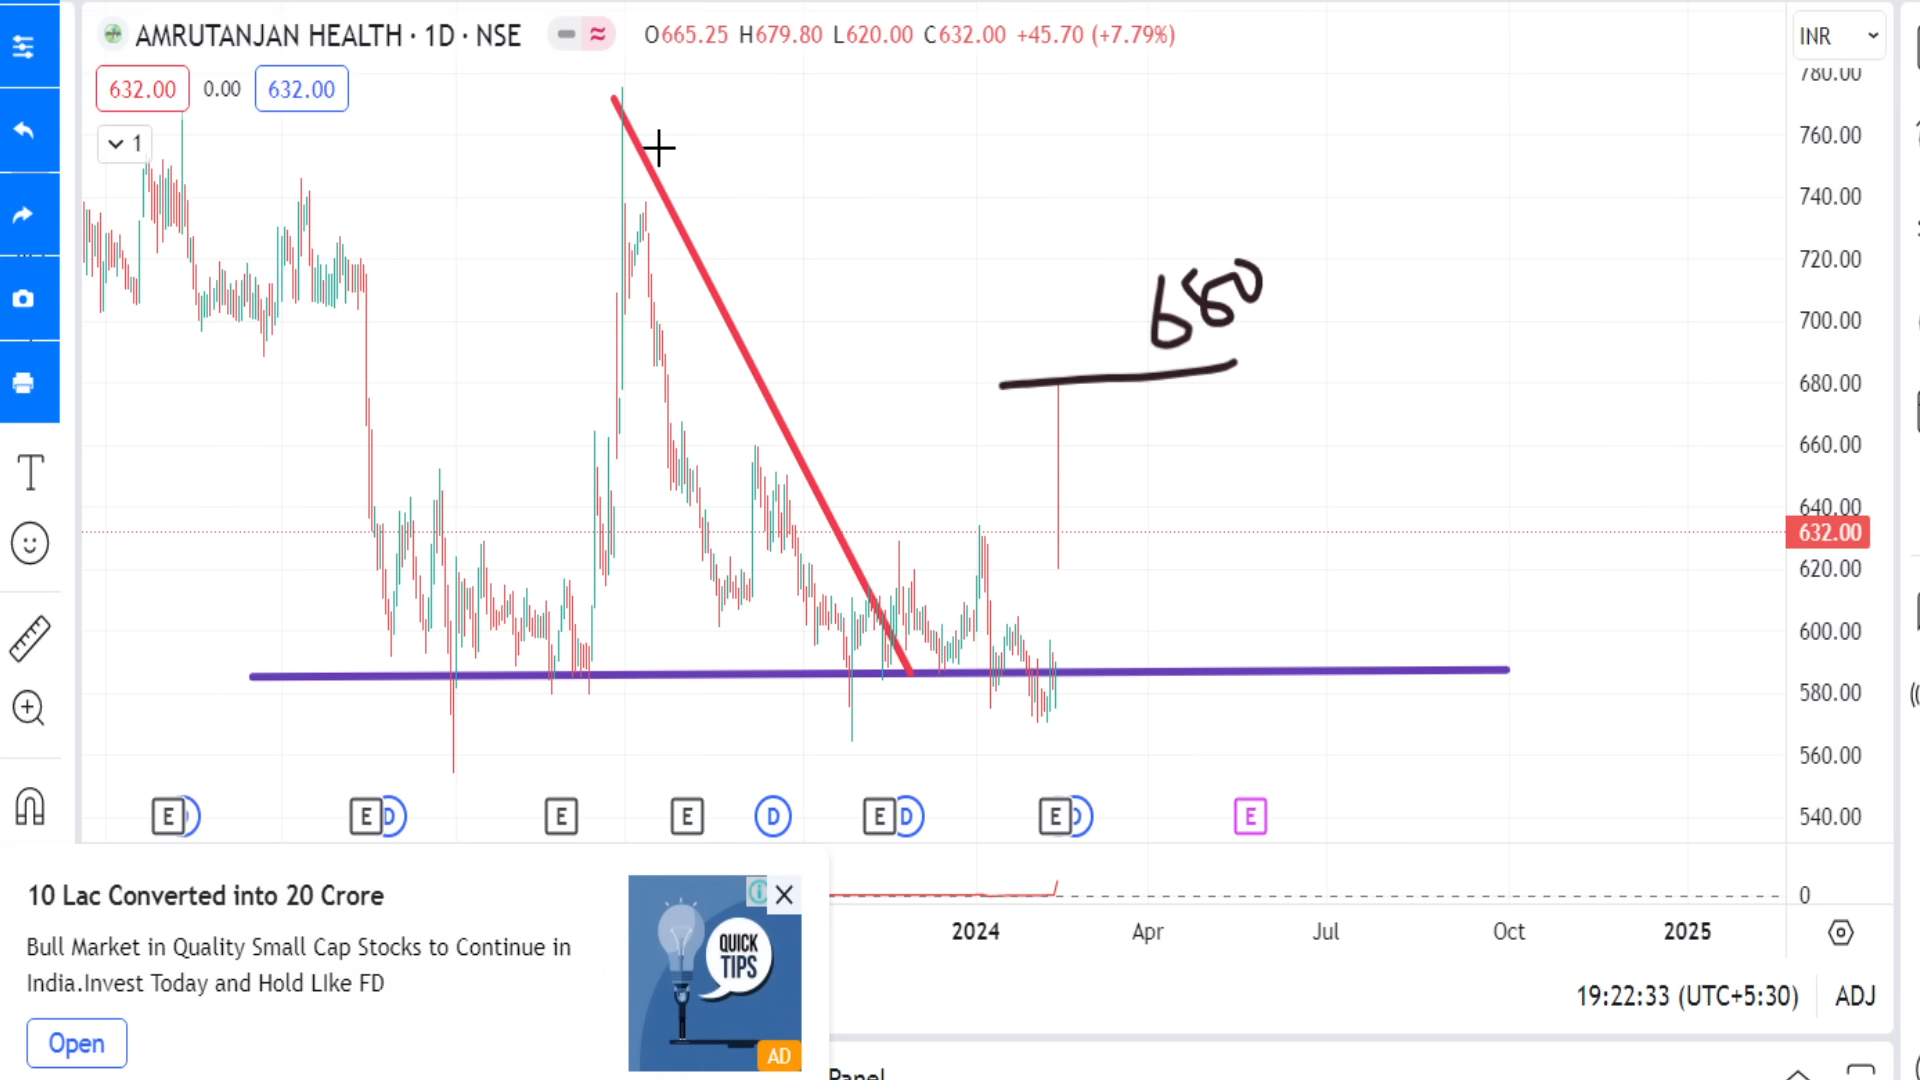 AMRUTANJAN HEALTH · 1D · NSE
O665.25 H679.80 L620.00 C632.00 +45.70 (+7.79%)
INR
632.00 0.00 632.00
1
780.00
760.00
740.00
720.00
700.00
680.00
660.00
640.00
632.00
620.00
600.00
580.00
560.00
540.00
680
E D E D E E D E D E D E
0
2024 Apr Jul Oct 2025
19:22:33 (UTC+5:30) ADJ
10 Lac Converted into 20 Crore
Bull Market in Quality Small Cap Stocks to Continue in
India.Invest Today and Hold LIke FD
Open
QUICK
TIPS
AD
Panel